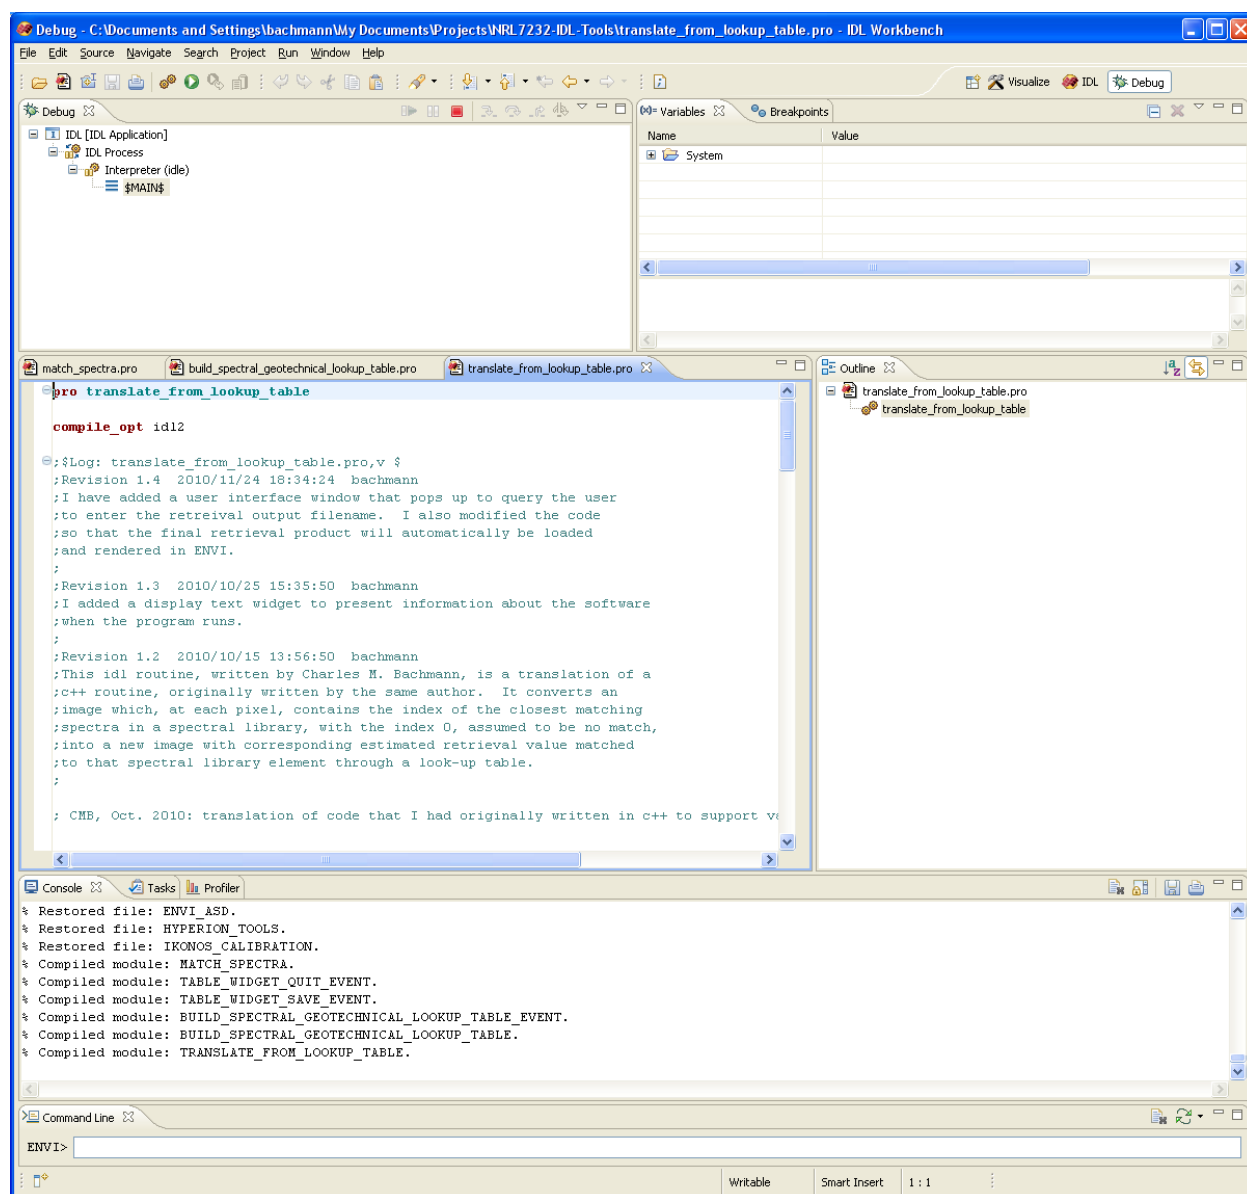 Debug - C:\Documents and Settings\bachmann\My Documents\Projects\NRL7232-IDL-Tools\translate_from_lookup_table.pro - IDL Workbench
File Edit Source Navigate Search Project Run Window Help
Visualize IDL Debug
Debug
IDL [IDL Application]
IDL Process
Interpreter (idle)
$MAIN$
(x)= Variables Breakpoints
Name Value
System
match_spectra.pro build_spectral_geotechnical_lookup_table.pro translate_from_lookup_table.pro
pro translate_from_lookup_table
compile_opt idl2
;$Log: translate_from_lookup_table.pro,v $
;Revision 1.4 2010/11/24 18:34:24 bachmann
;I have added a user interface window that pops up to query the user
;to enter the retreival output filename. I also modified the code
;so that the final retrieval product will automatically be loaded
;and rendered in ENVI.
;
;Revision 1.3 2010/10/25 15:35:50 bachmann
;I added a display text widget to present information about the software
;when the program runs.
;
;Revision 1.2 2010/10/15 13:56:50 bachmann
;This idl routine, written by Charles M. Bachmann, is a translation of a
;c++ routine, originally written by the same author. It converts an
;image which, at each pixel, contains the index of the closest matching
;spectra in a spectral library, with the index 0, assumed to be no match,
;into a new image with corresponding estimated retrieval value matched
;to that spectral library element through a look-up table.
;
; CMB, Oct. 2010: translation of code that I had originally written in c++ to support
Outline
translate_from_lookup_table.pro
translate_from_lookup_table
Console Tasks Profiler
% Restored file: ENVI_ASD.
% Restored file: HYPERION_TOOLS.
% Restored file: IKONOS_CALIBRATION.
% Compiled module: MATCH_SPECTRA.
% Compiled module: TABLE_WIDGET_QUIT_EVENT.
% Compiled module: TABLE_WIDGET_SAVE_EVENT.
% Compiled module: BUILD_SPECTRAL_GEOTECHNICAL_LOOKUP_TABLE_EVENT.
% Compiled module: BUILD_SPECTRAL_GEOTECHNICAL_LOOKUP_TABLE.
% Compiled module: TRANSLATE_FROM_LOOKUP_TABLE.
Command Line
ENVI>
Writable Smart Insert 1 : 1